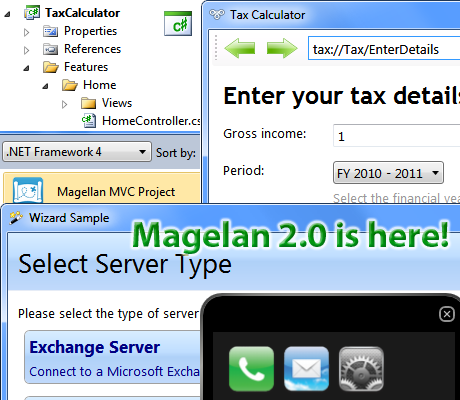 TaxCalculator
Properties
References
Features
Home
Views
HomeController.cs
.NET Framework 4
Sort by:
Magellan MVC Project
Tax Calculator
tax://Tax/EnterDetails
Enter your tax details
Gross income:
1
Period:
FY 2010 - 2011
Select the financial yea
Wizard Sample
Magelan 2.0 is here!
Select Server Type
Please select the type of server
Exchange Server
Connect to a Microsoft Excha